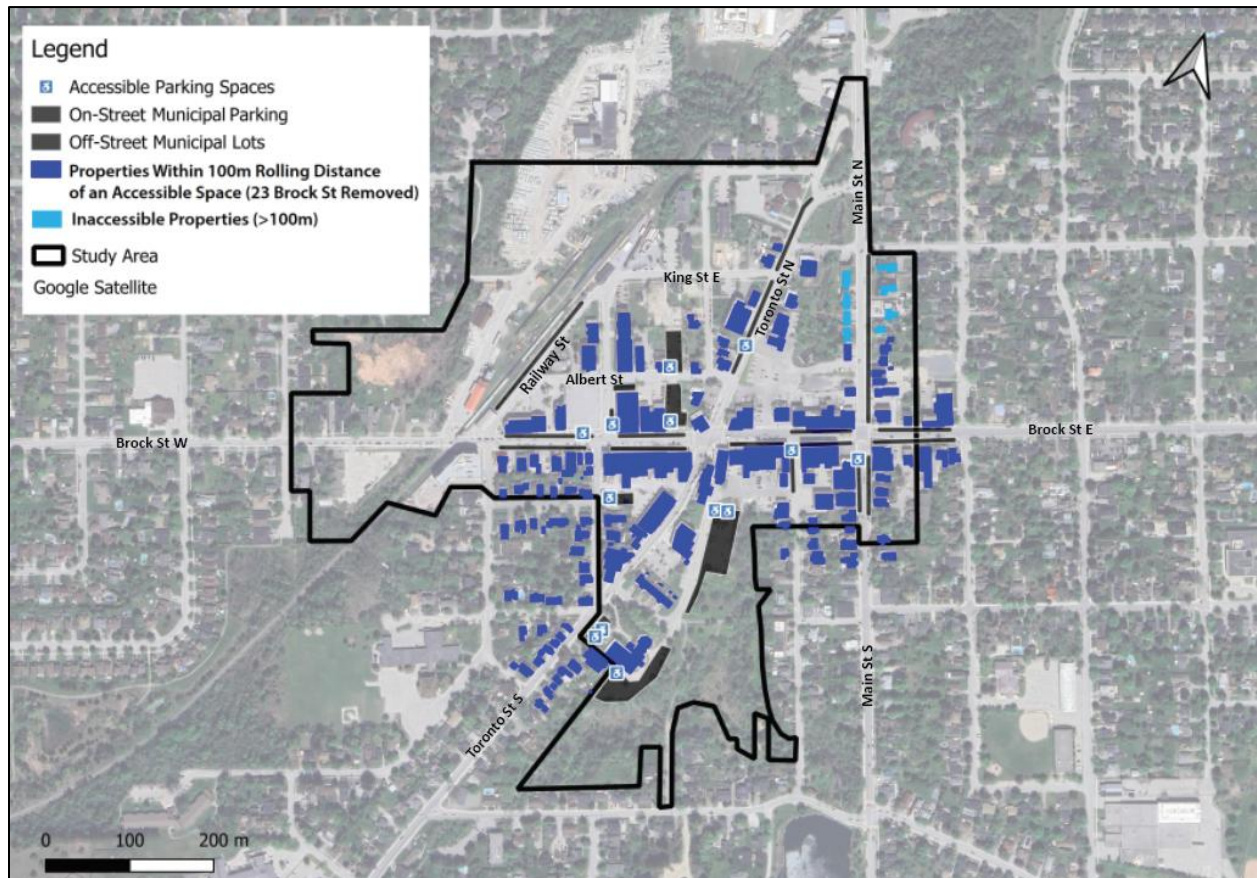 Legend
Accessible Parking Spaces
On-Street Municipal Parking
Off-Street Municipal Lots
Properties Within 100m Rolling Distance
of an Accessible Space (23 Brock St Removed)
Inaccessible Properties (>100m)
Study Area
Google Satellite
Main St N
King St E
Toronto St N
Railway St
Albert St
Brock St W
Brock St E
Main St S
Toronto St S
0 100 200 m